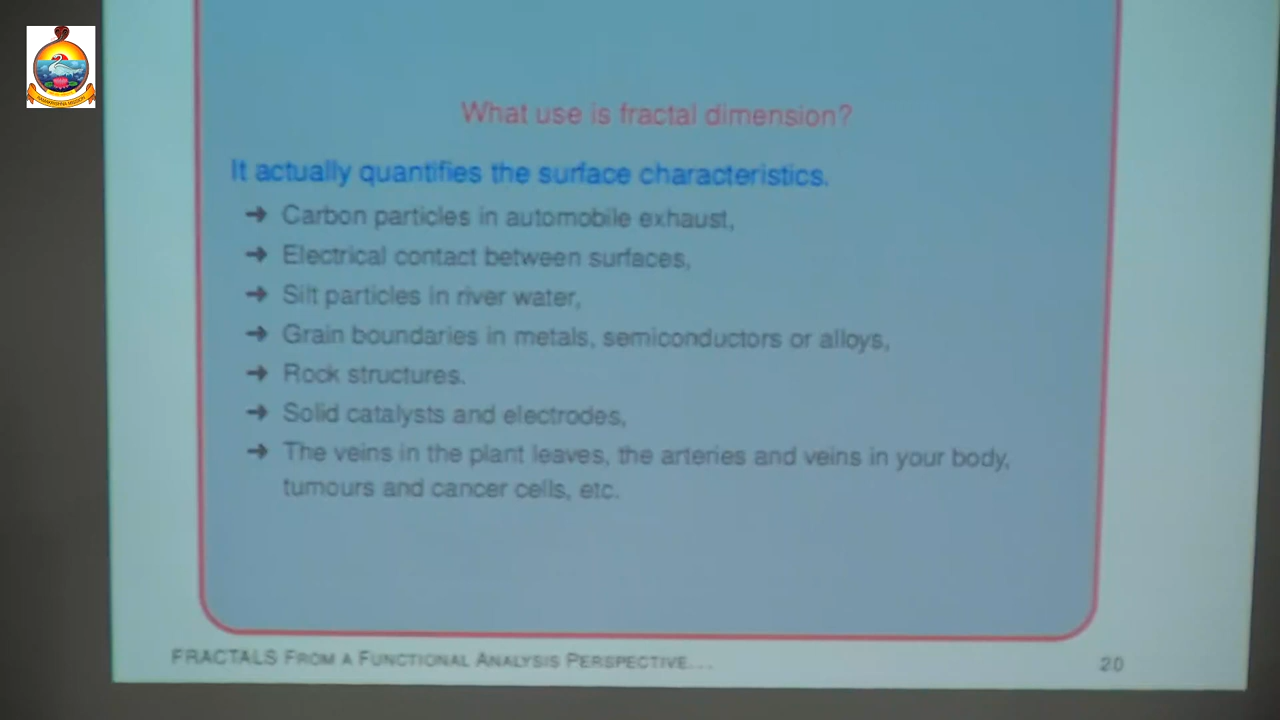 What use is fractal dimension?
It actually quantifies the surface characteristics.
➜ Carbon particles in automobile exhaust,
➜ Electrical contact between surfaces,
➜ Silt particles in river water,
➜ Grain boundaries in metals, semiconductors or alloys,
➜ Rock structures.
➜ Solid catalysts and electrodes,
➜ The veins in the plant leaves, the arteries and veins in your body,
tumours and cancer cells, etc.
FRACTALS FROM A FUNCTIONAL ANALYSIS PERSPECTIVE...
20
RAMAKRISHNA MISSION